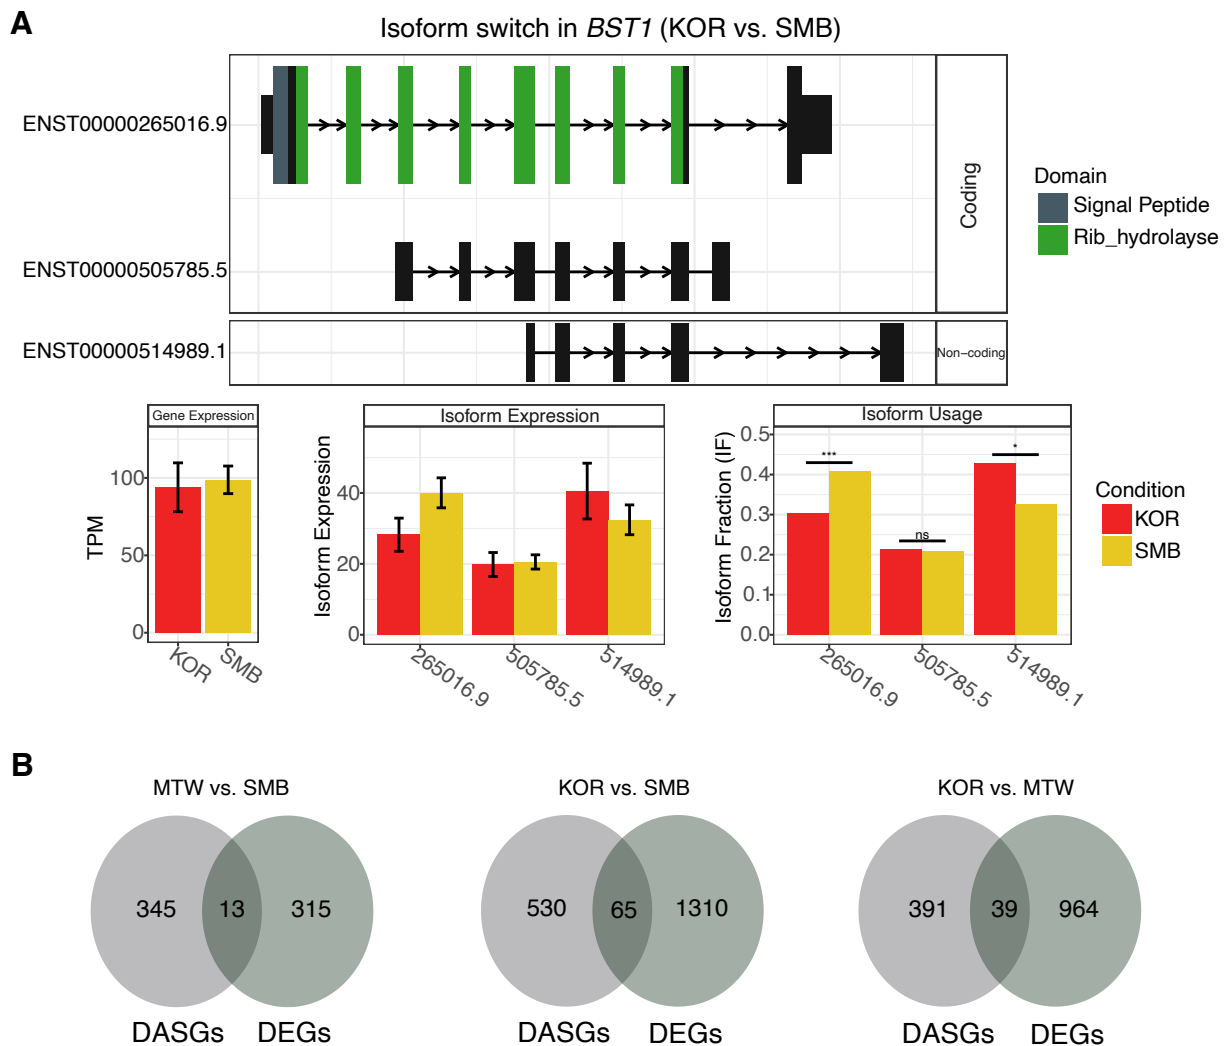 A
Isoform switch in BST1 (KOR vs. SMB)
ENST00000265016.9
ENST00000505785.5
ENST00000514989.1
Coding
Non-coding
Domain
Signal Peptide
Rib_hydrolayse
Gene Expression
TPM
100
50
0
KOR
SMB
Isoform Expression
Isoform Expression
40
20
0
265016.9
505785.5
514989.1
Isoform Usage
Isoform Fraction (IF)
0.5
0.4
0.3
0.2
0.1
0.0
***
ns
*
265016.9
505785.5
514989.1
Condition
KOR
SMB
B
MTW vs. SMB
345 13 315
DASGs DEGs
KOR vs. SMB
530 65 1310
DASGs DEGs
KOR vs. MTW
391 39 964
DASGs DEGs